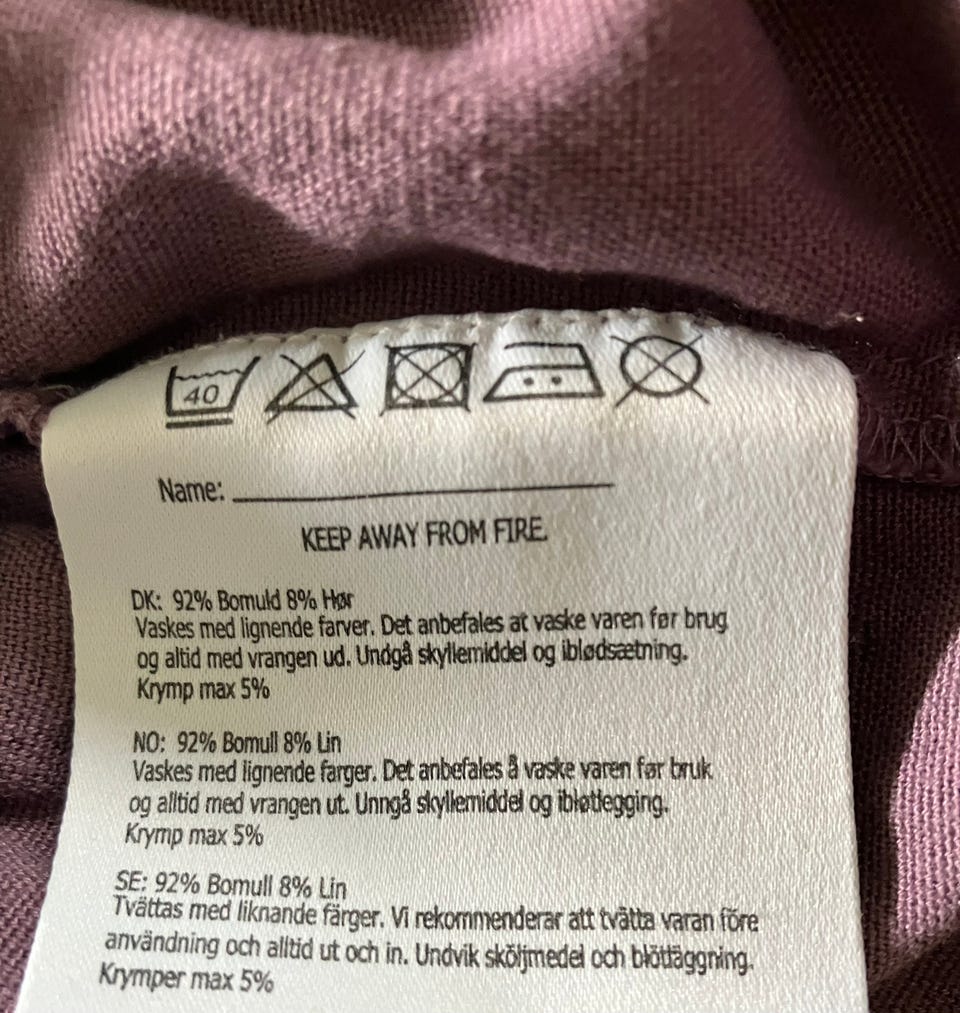 40
Name:
KEEP AWAY FROM FIRE.
DK: 92% Bomuld 8% Hør
Vaskes med lignende farver. Det anbefales at vaske varen før brug
og altid med vrangen ud. Undgå skyllemiddel og iblødsætning.
Krymp max 5%
NO: 92% Bomull 8% Lin
Vaskes med lignende farger. Det anbefales å vaske varen før bruk
og alltid med vrangen ut. Unngå skyllemiddel og ibløtlegging.
Krymp max 5%
SE: 92% Bomull 8% Lin
Tvättas med liknande färger. Vi rekommenderar att tvätta varan före
användning och alltid ut och in. Undvik sköljmedel och blötläggning.
Krymper max 5%